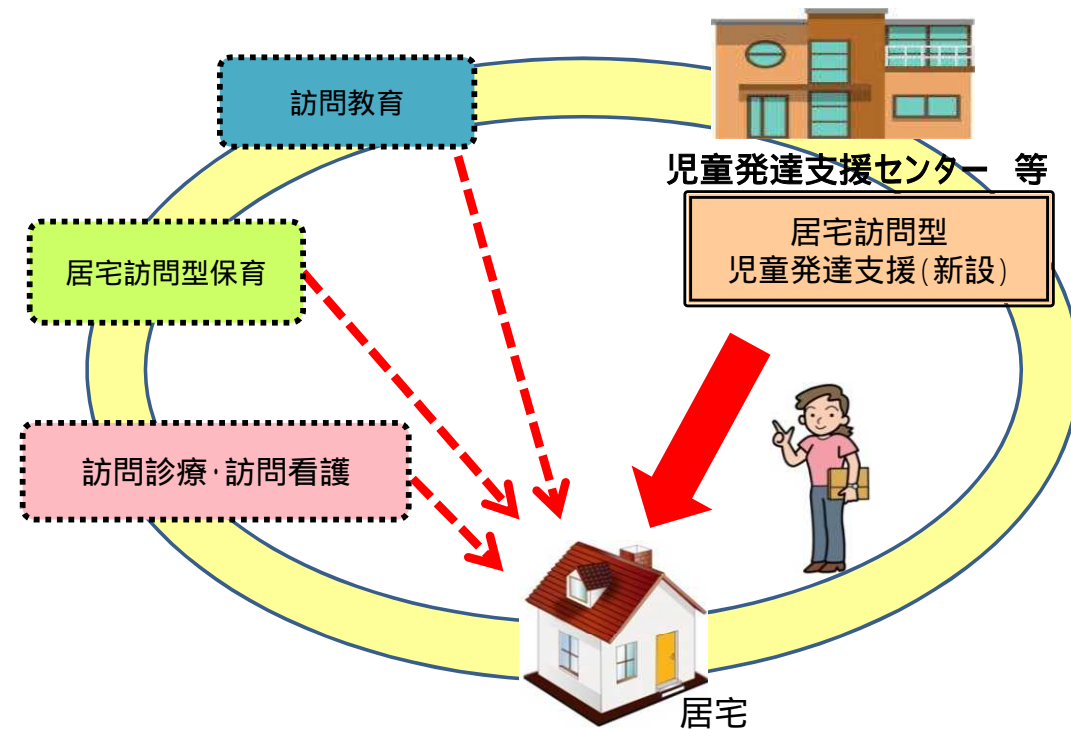 訪問教育
児童発達支援センター 等
居宅訪問型
児童発達支援(新設)
居宅訪問型保育
訪問診療・訪問看護
居宅